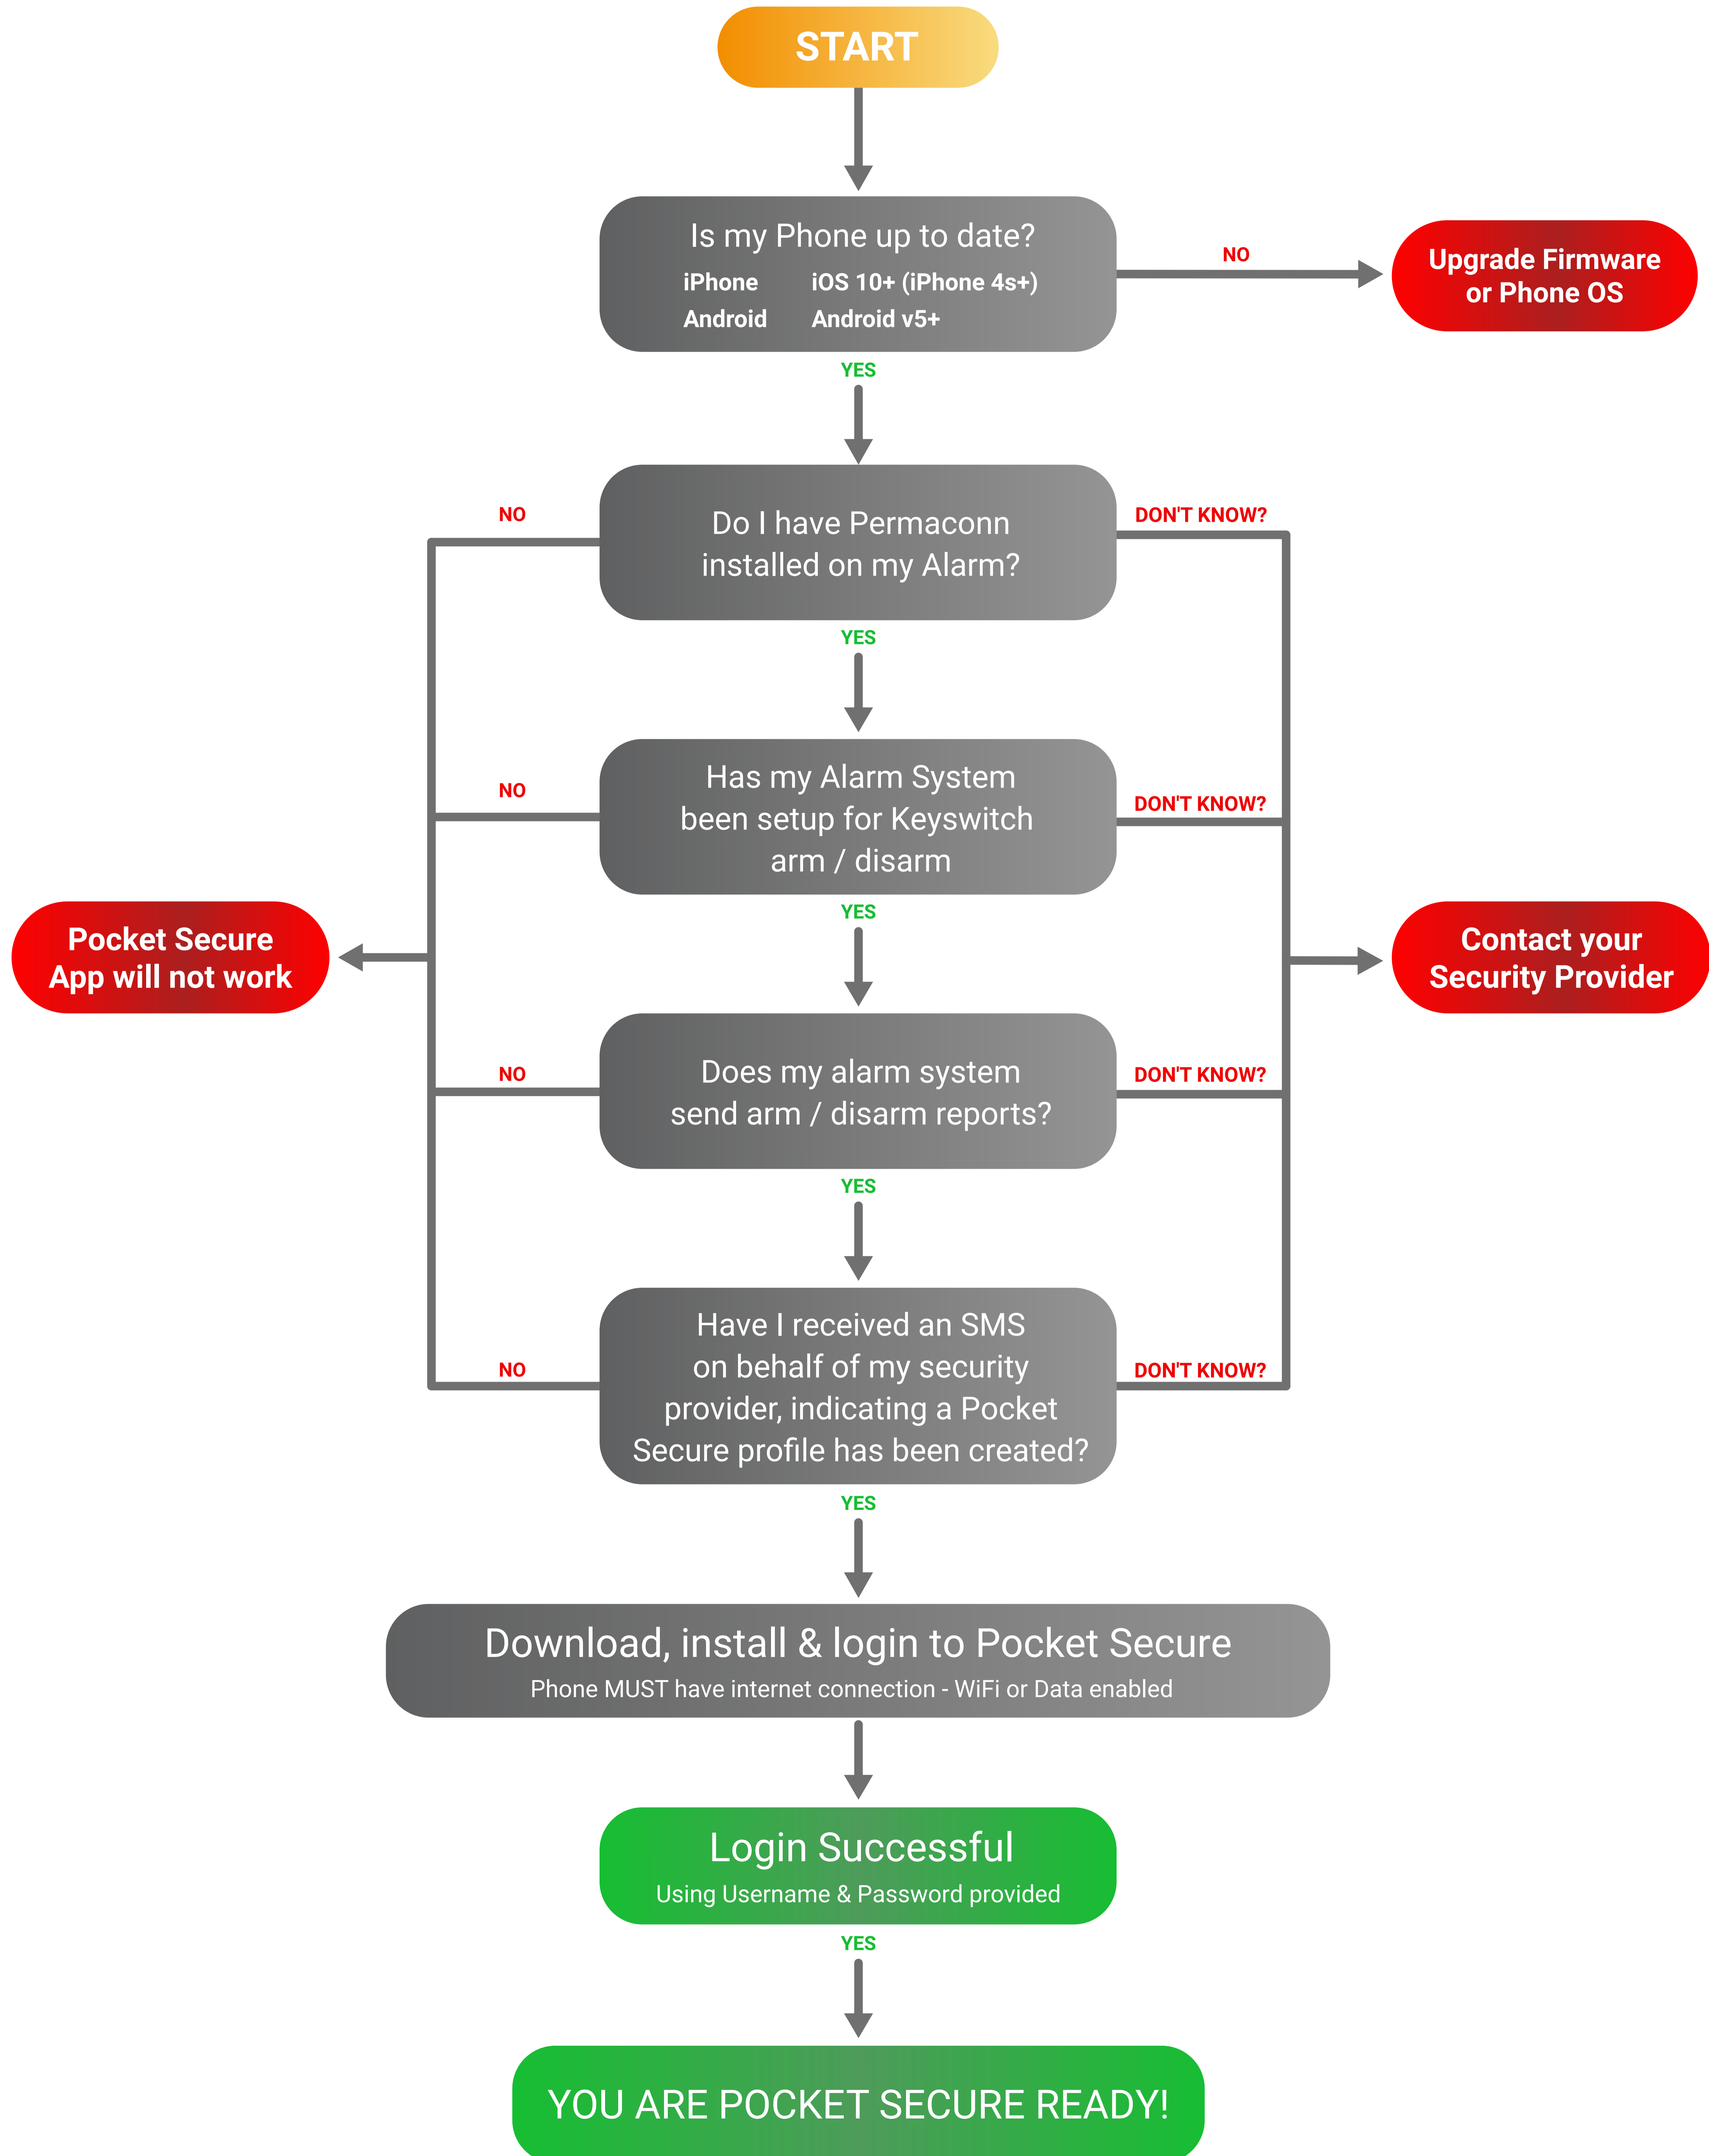 START
Is my Phone up to date?
iPhone iOS 10+ (iPhone 4s+)
Android Android v5+
NO
Upgrade Firmware
or Phone OS
YES
NO
Do I have Permaconn
installed on my Alarm?
DON'T KNOW?
YES
NO
Has my Alarm System
been setup for Keyswitch
arm / disarm
DON'T KNOW?
YES
Pocket Secure
App will not work
Contact your
Security Provider
NO
Does my alarm system
send arm / disarm reports?
DON'T KNOW?
YES
NO
Have I received an SMS
on behalf of my security
provider, indicating a Pocket
Secure profile has been created?
DON'T KNOW?
YES
Download, install & login to Pocket Secure
Phone MUST have internet connection - WiFi or Data enabled
Login Successful
Using Username & Password provided
YES
YOU ARE POCKET SECURE READY!